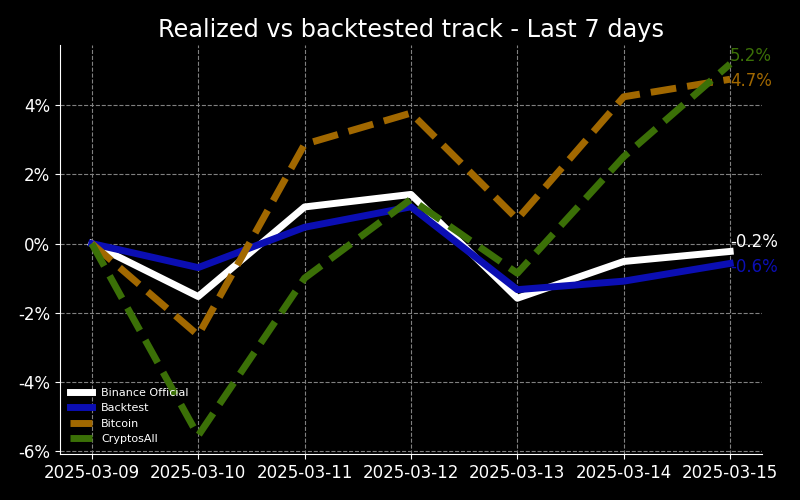 Realized vs backtested track - Last 7 days
5.2%
4.7%
4%
2%
0%
-0.2%
-0.6%
-2%
-4%
-6%
Binance Official
Backtest
Bitcoin
CryptosAll
2025-03-09 2025-03-10 2025-03-11 2025-03-12 2025-03-13 2025-03-14 2025-03-15